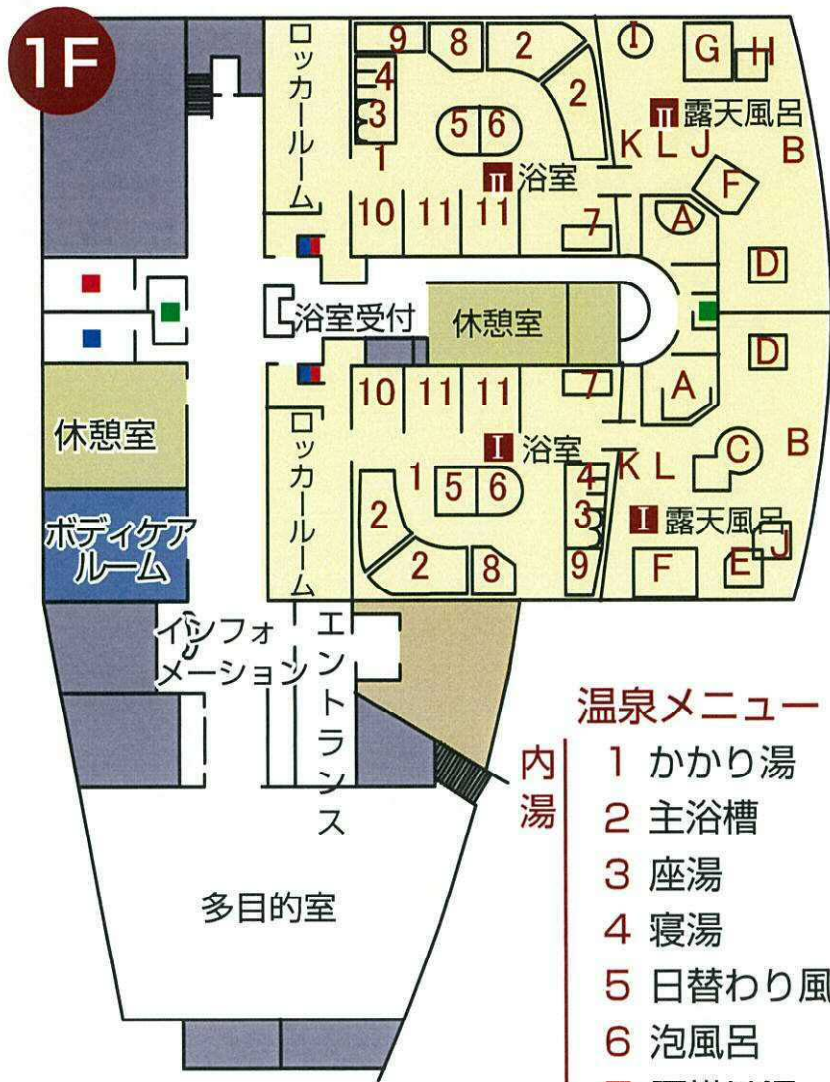 1F
ロッカールーム
9
8
2
2
4
3
5
6
1
Ⅱ 浴室
10
11
11
7
I
G
H
Ⅱ 露天風呂
K L J
B
F
A
D
浴室受付
休憩室
D
A
10
11
11
7
Ⅰ 浴室
K L
C
B
Ⅰ 露天風呂
J
E
F
ロッカールーム
1
5
6
4
3
2
2
8
9
休憩室
ボディケア
ルーム
インフォ
メーション
エントランス
多目的室
温泉メニュー
内湯
1 かかり湯
2 主浴槽
3 座湯
4 寝湯
5 日替わり風
6 泡風呂